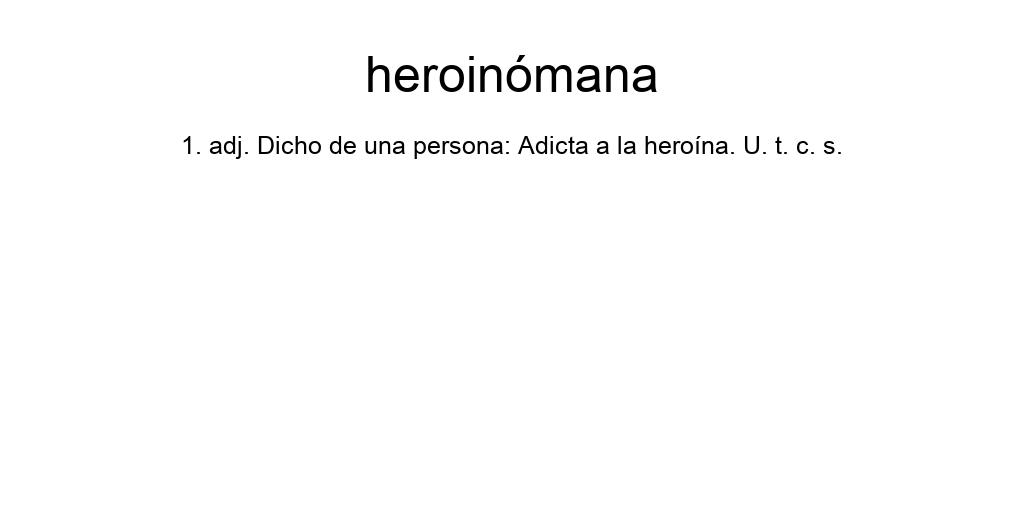 heroinómana
1. adj. Dicho de una persona: Adicta a la heroína. U. t. c. s.